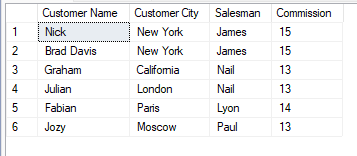 Customer Name Customer City Salesman Commission
1 Nick New York James 15
2 Brad Davis New York James 15
3 Graham California Nail 13
4 Julian London Nail 13
5 Fabian Paris Lyon 14
6 Jozy Moscow Paul 13